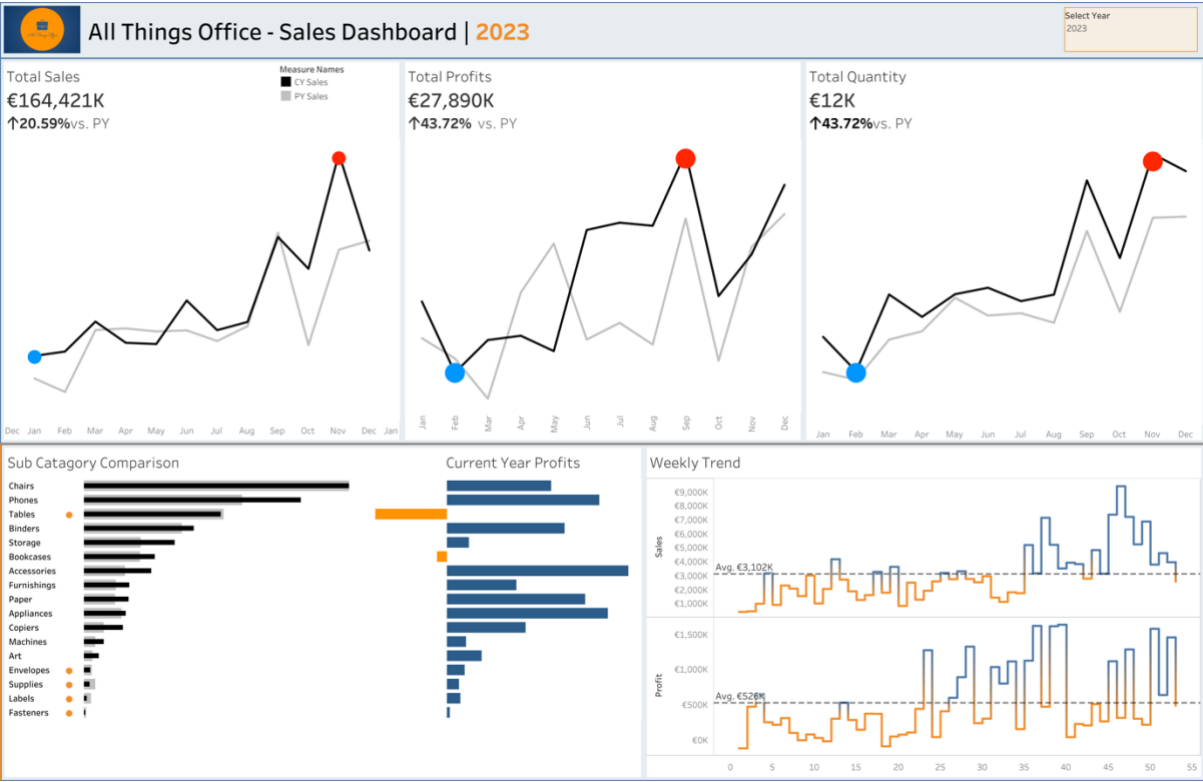 All Things Office - Sales Dashboard | 2023
Select Year
2023
Total Sales
€164,421K
↑20.59%vs. PY
Measure Names
CY Sales
PY Sales
Dec Jan Feb Mar Apr May Jun Jul Aug Sep Oct Nov Dec Jan
Total Profits
€27,890K
↑43.72% vs. PY
Jan Feb Mar Apr May Jun Jul Aug Sep Oct Nov Dec
Total Quantity
€12K
↑43.72%vs. PY
Jan Feb Mar Apr May Jun Jul Aug Sep Oct Nov Dec
Sub Catagory Comparison
Chairs
Phones
Tables
Binders
Storage
Bookcases
Accessories
Furnishings
Paper
Appliances
Copiers
Machines
Art
Envelopes
Supplies
Labels
Fasteners
Current Year Profits
Weekly Trend
Sales
€9,000K
€8,000K
€7,000K
€6,000K
€5,000K
€4,000K
€3,000K
€2,000K
€1,000K
Avg. €3,102K
Profit
€1,500K
€1,000K
€500K
€0K
Avg. €526K
0 5 10 15 20 25 30 35 40 45 50 55